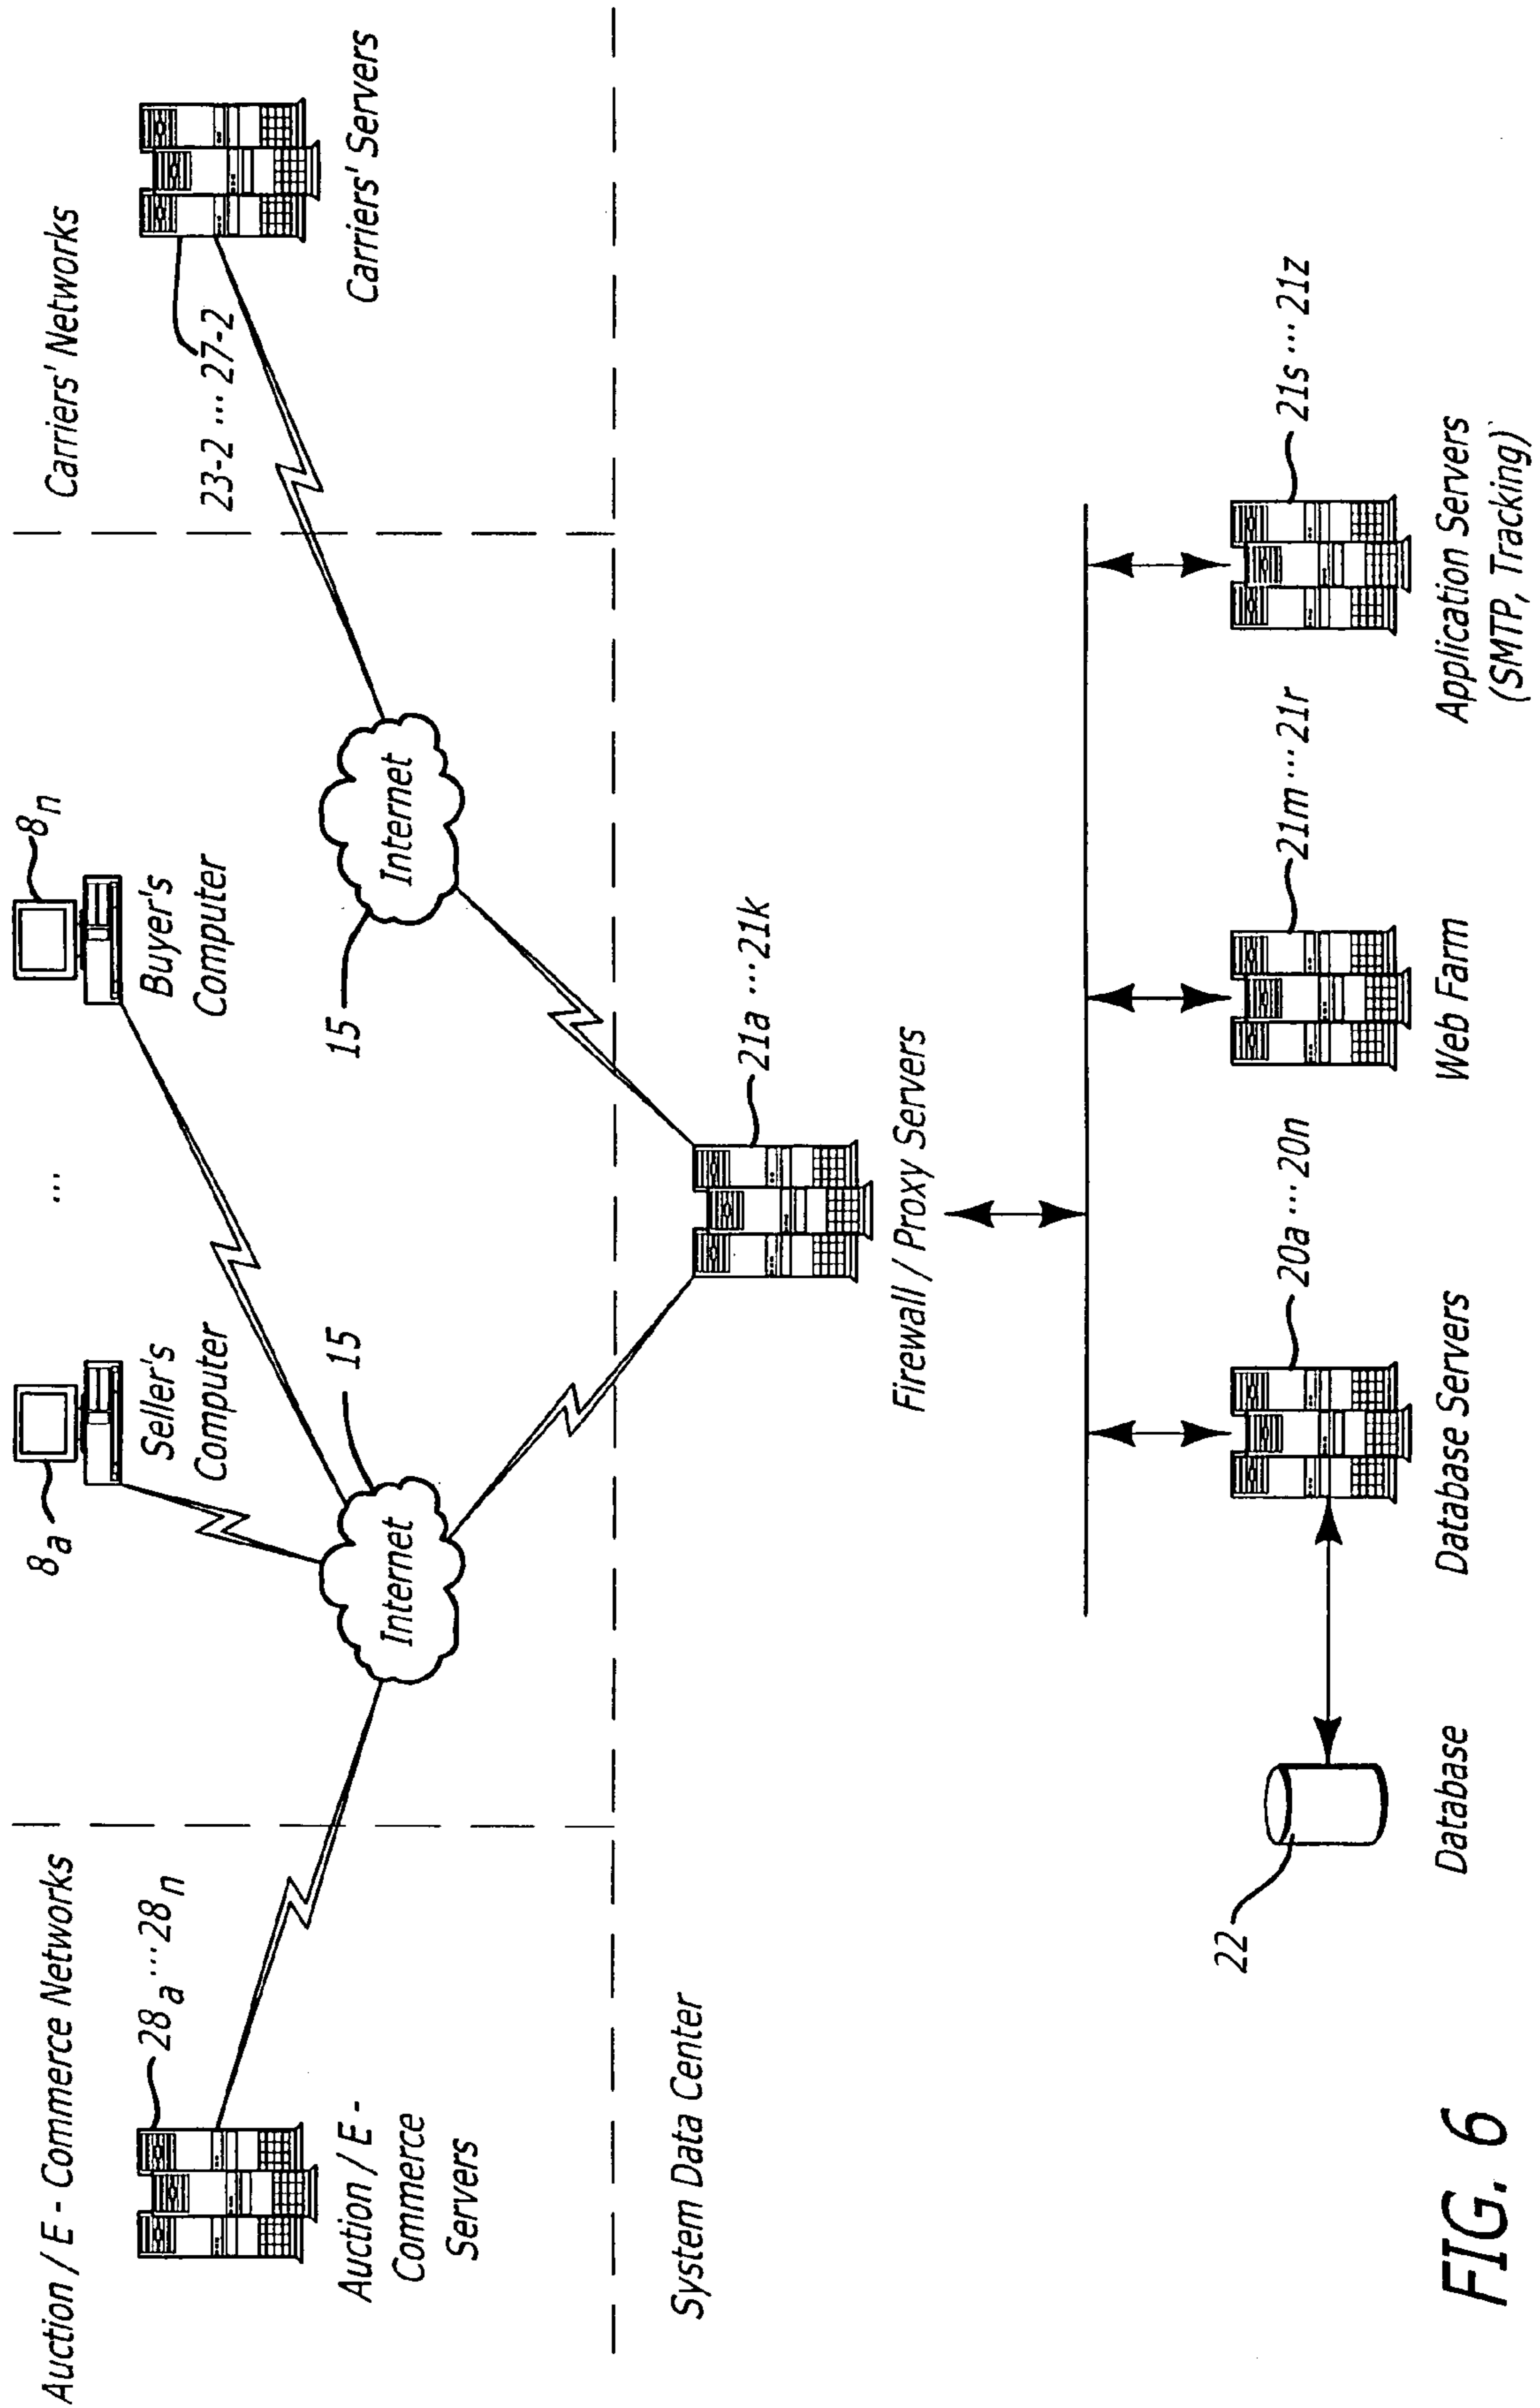 Auction / E - Commerce Networks
Carriers' Networks
8a
8n
28a ... 28n
...
Seller's
Computer
Buyer's
Computer
23-2 ... 27-2
Auction / E -
Commerce
Servers
15
15
Carriers' Servers
Internet
Internet
System Data Center
21a ... 21k
Firewall / Proxy Servers
22
20a ... 20n
21m ... 21r
21s ... 21z
Database
Database Servers
Web Farm
Application Servers
(SMTP, Tracking)
FIG. 6